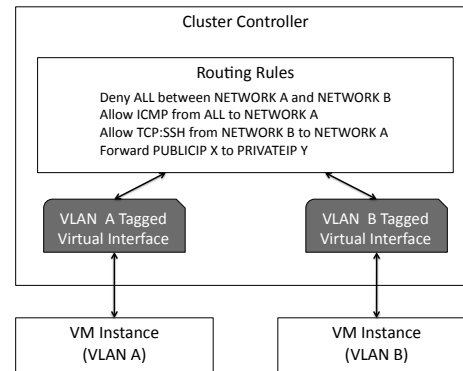 Cluster Controller
Routing Rules
Deny ALL between NETWORK A and NETWORK B
Allow ICMP from ALL to NETWORK A
Allow TCP:SSH from NETWORK B to NETWORK A
Forward PUBLICIP X to PRIVATEIP Y
VLAN A Tagged
Virtual Interface
VLAN B Tagged
Virtual Interface
VM Instance
(VLAN A)
VM Instance
(VLAN B)